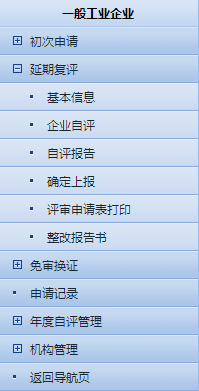 一般工业企业
初次申请
延期复评
基本信息
企业自评
自评报告
确定上报
评审申请表打印
整改报告书
免审换证
申请记录
年度自评管理
机构管理
返回导航页